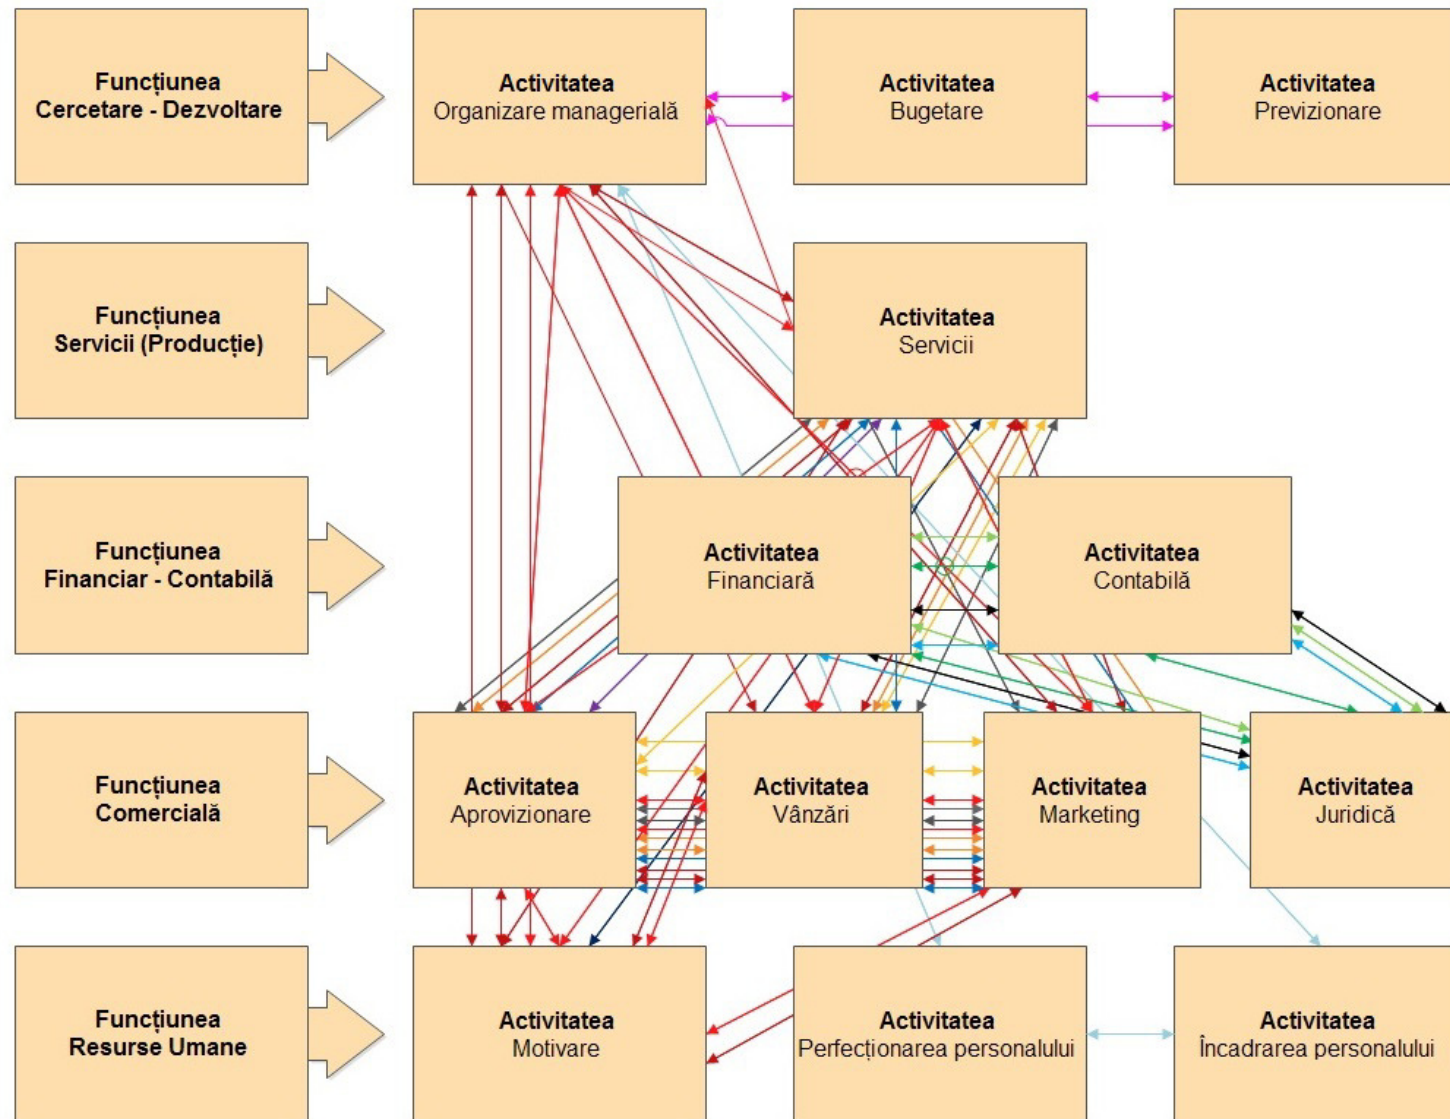 Funcțiunea
Cercetare - Dezvoltare
Activitatea
Organizare managerială
Activitatea
Bugetare
Activitatea
Previzionare
Funcțiunea
Servicii (Producție)
Activitatea
Servicii
Funcțiunea
Financiar - Contabilă
Activitatea
Financiară
Activitatea
Contabilă
Funcțiunea
Comercială
Activitatea
Aprovizionare
Activitatea
Vânzări
Activitatea
Marketing
Activitatea
Juridică
Funcțiunea
Resurse Umane
Activitatea
Motivare
Activitatea
Perfecționarea personalului
Activitatea
Încadrarea personalului